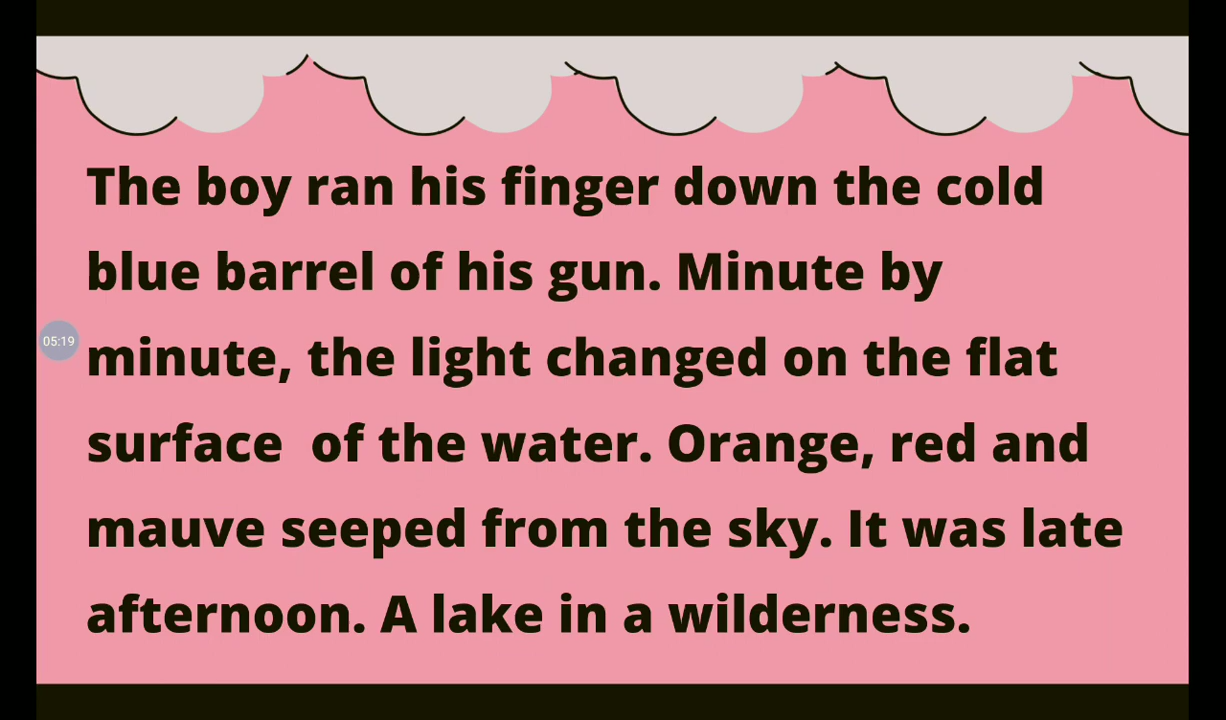 The boy ran his finger down the cold
blue barrel of his gun. Minute by
05:19
minute, the light changed on the flat
surface  of the water. Orange, red and
mauve seeped from the sky. It was late
afternoon. A lake in a wilderness.